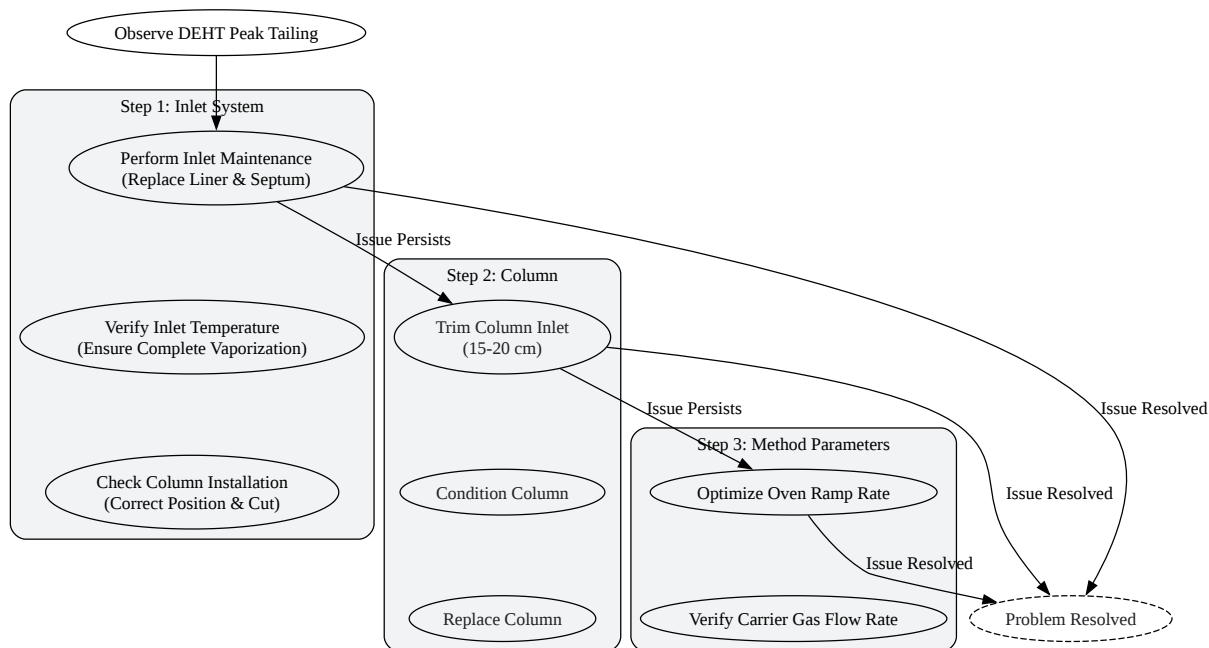 Observe DEHT Peak Tailing
Step 1: Inlet System
Perform Inlet Maintenance
(Replace Liner & Septum)
Issue Persists
Step 2: Column
Verify Inlet Temperature
(Ensure Complete Vaporization)
Trim Column Inlet
(15-20 cm)
Issue Persists
Issue Resolved
Step 3: Method Parameters
Check Column Installation
(Correct Position & Cut)
Condition Column
Optimize Oven Ramp Rate
Issue Resolved
Issue Resolved
Replace Column
Verify Carrier Gas Flow Rate
Problem Resolved